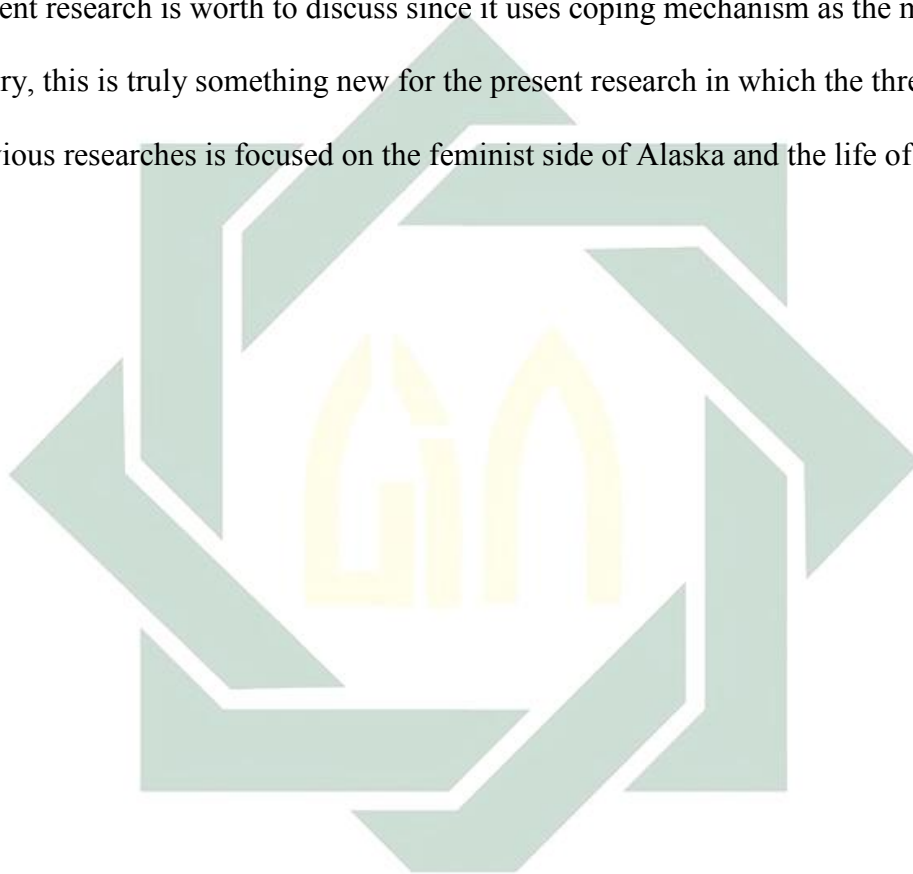 ent research is worth to discuss since it uses coping mechanism as the m
ry, this is truly something new for the present research in which the thre
vious researches is focused on the feminist side of Alaska and the life of